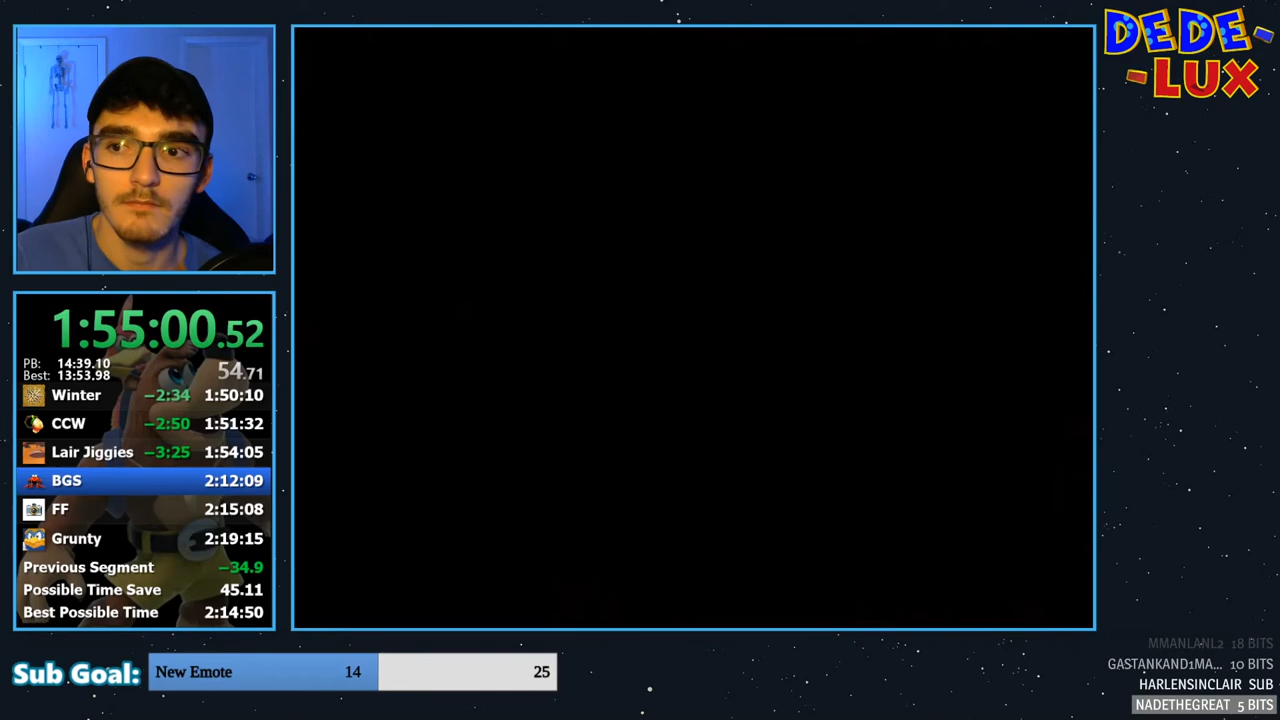 DEDE-
-LUX
1:55:00.52
PB: 14:39.10
Best: 13:53.98
54.71
Winter −2:34 1:50:10
CCW −2:50 1:51:32
Lair Jiggies −3:25 1:54:05
BGS 2:12:09
FF 2:15:08
Grunty 2:19:15
Previous Segment −34.9
Possible Time Save 45.11
Best Possible Time 2:14:50
Sub Goal: New Emote 14 25
MMANLANL2 18 BITS
GASTANKAND1MA... 10 BITS
HARLENSINCLAIR SUB
NADETHEGREAT 5 BITS